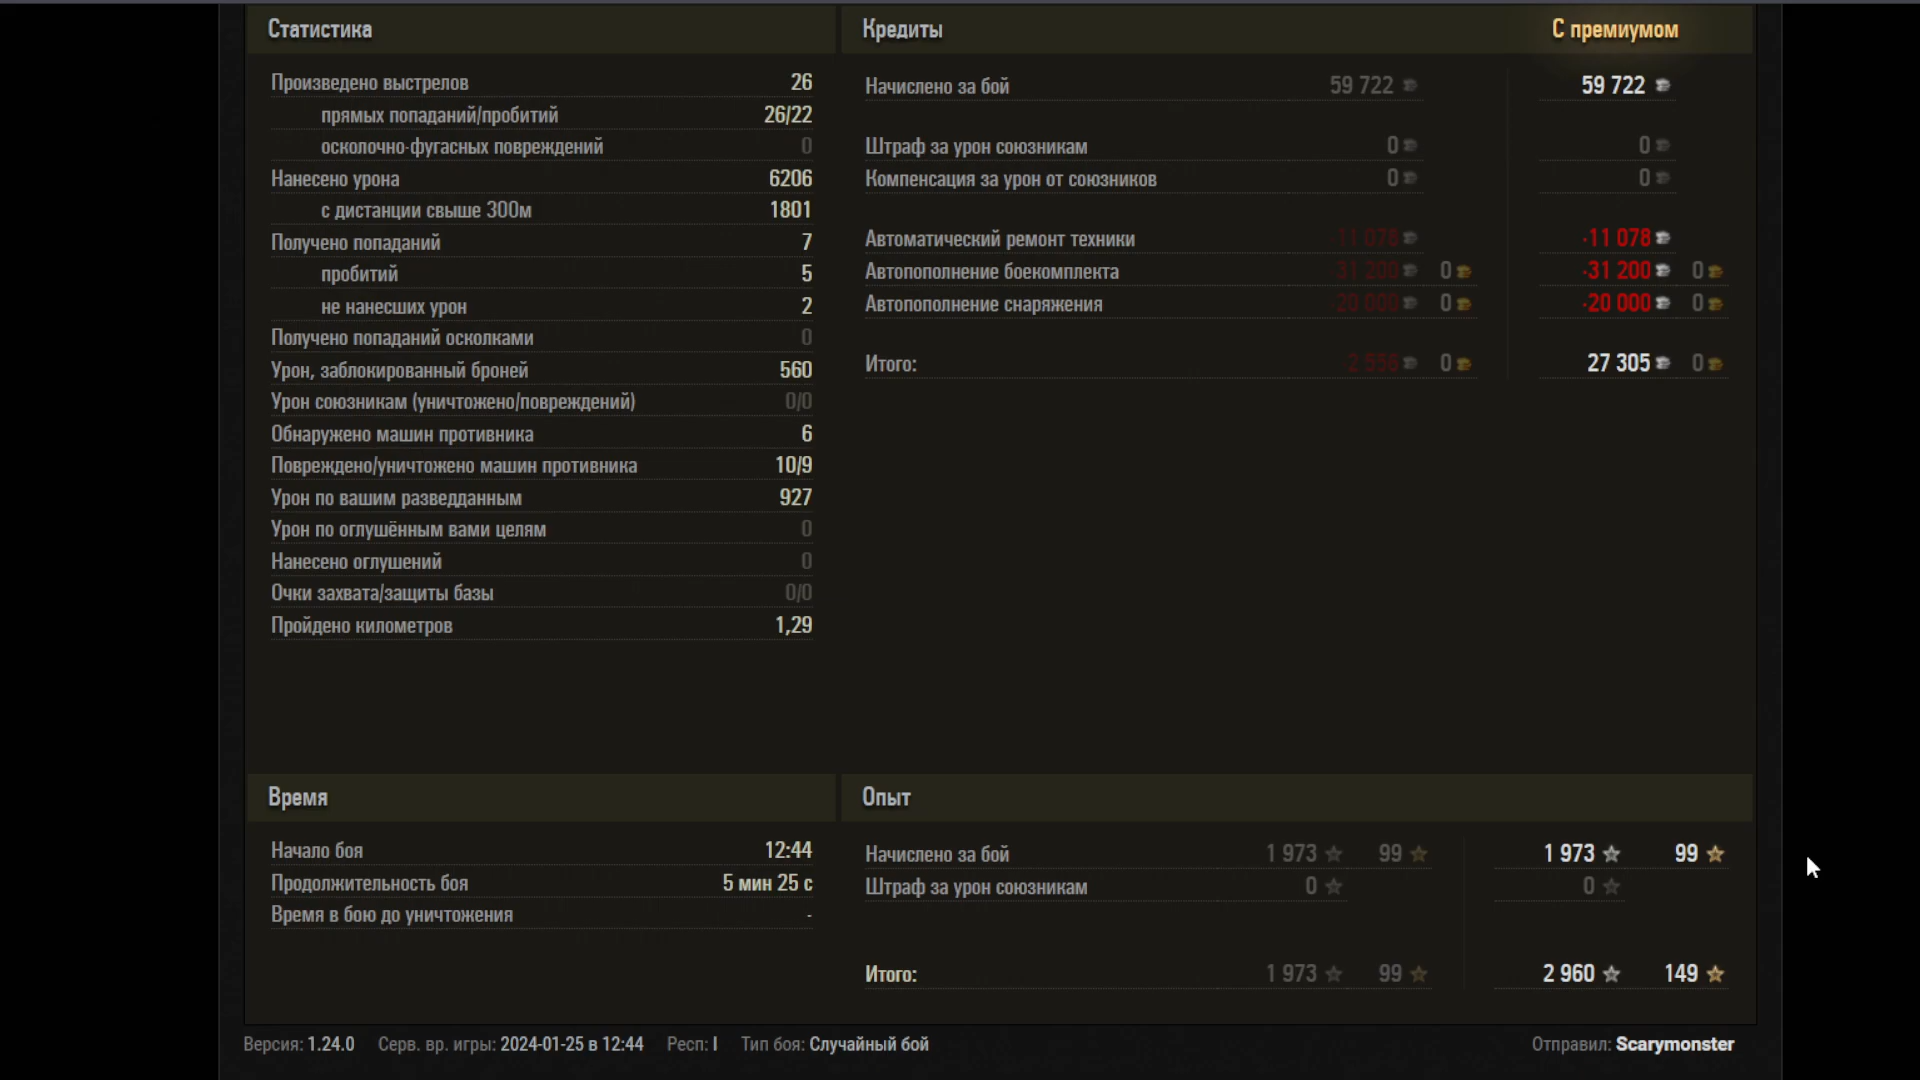 Статистика
Произведено выстрелов 26
прямых попаданий/пробитий 26/22
осколочно-фугасных повреждений 0
Нанесено урона 6206
с дистанции свыше 300м 1801
Получено попаданий 7
пробитий 5
не нанесших урон 2
Получено попаданий осколками 0
Урон, заблокированный броней 560
Урон союзникам (уничтожено/повреждений) 0/0
Обнаружено машин противника 6
Повреждено/уничтожено машин противника 10/9
Урон по вашим разведданным 927
Урон по оглушённым вами целям 0
Нанесено оглушений 0
Очки захвата/защиты базы 0/0
Пройдено километров 1,29
Кредиты С премиумом
Начислено за бой 59 722 59 722
Штраф за урон союзникам 0 0
Компенсация за урон от союзников 0 0
Автоматический ремонт техники -11 078 -11 078
Автопополнение боекомплекта -31 200 0 -31 200 0
Автопополнение снаряжения -20 000 0 -20 000 0
Итого: -2 556 0 27 305 0
Время
Начало боя 12:44
Продолжительность боя 5 мин 25 с
Время в бою до уничтожения -
Опыт
Начислено за бой 1 973 99 1 973 99
Штраф за урон союзникам 0 0
Итого: 1 973 99 2 960 149
Версия: 1.24.0 Серв. вр. игры: 2024-01-25 в 12:44 Респ: I Тип боя: Случайный бой Отправил: Scarymonster